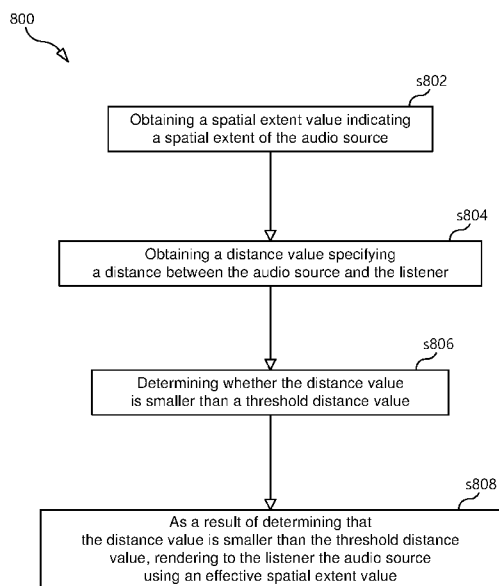 800
s802
Obtaining a spatial extent value indicating
a spatial extent of the audio source
s804
Obtaining a distance value specifying
a distance between the audio source and the listener
s806
Determining whether the distance value
is smaller than a threshold distance value
s808
As a result of determining that
the distance value is smaller than the threshold distance
value, rendering to the listener the audio source
using an effective spatial extent value